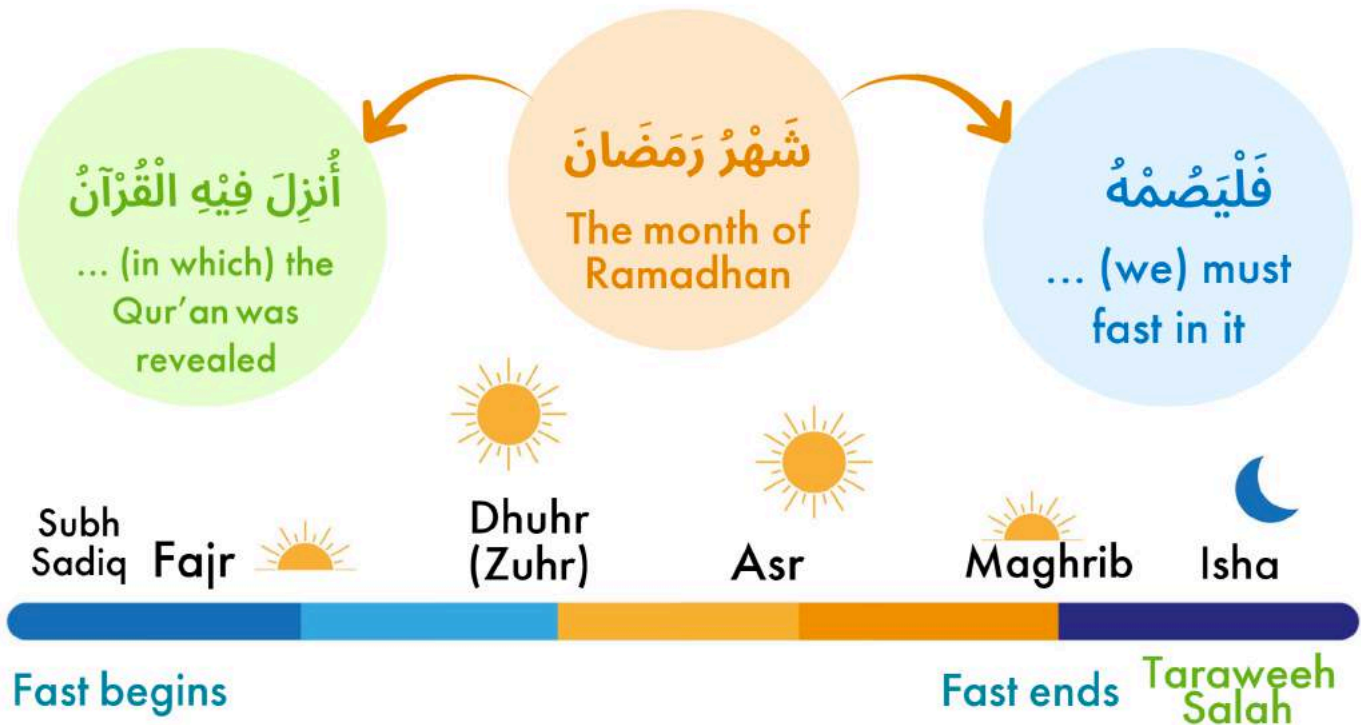 أُنزِلَ فِيْهِ الْقُرْآنُ
... (in which) the
Qur’an was
revealed
شَهْرُ رَمَضَانَ
The month of
Ramadhan
فَلْيَصُمْهُ
... (we) must
fast in it
Subh
Sadiq
Fajr
Dhuhr
(Zuhr)
Asr
Maghrib
Isha
Fast begins
Fast ends
Taraweeh
Salah